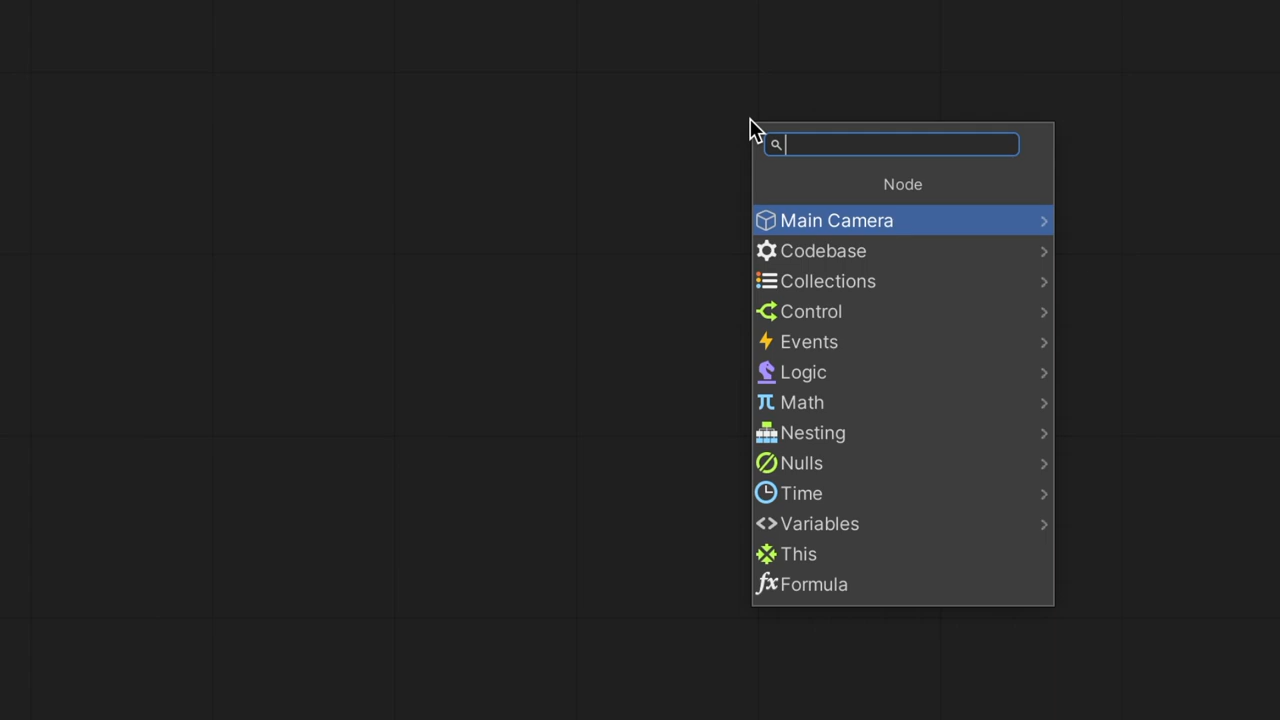 Node
Main Camera
Codebase
Collections
Control
Events
Logic
Math
Nesting
Nulls
Time
Variables
This
Formula